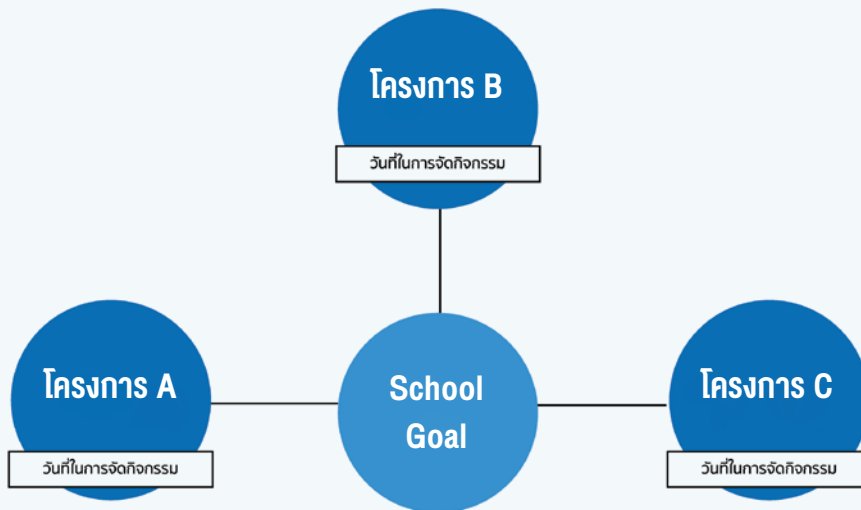 โครงการ B
วันที่ในการจัดกิจกรรม
โครงการ A
วันที่ในการจัดกิจกรรม
School
Goal
โครงการ C
วันที่ในการจัดกิจกรรม